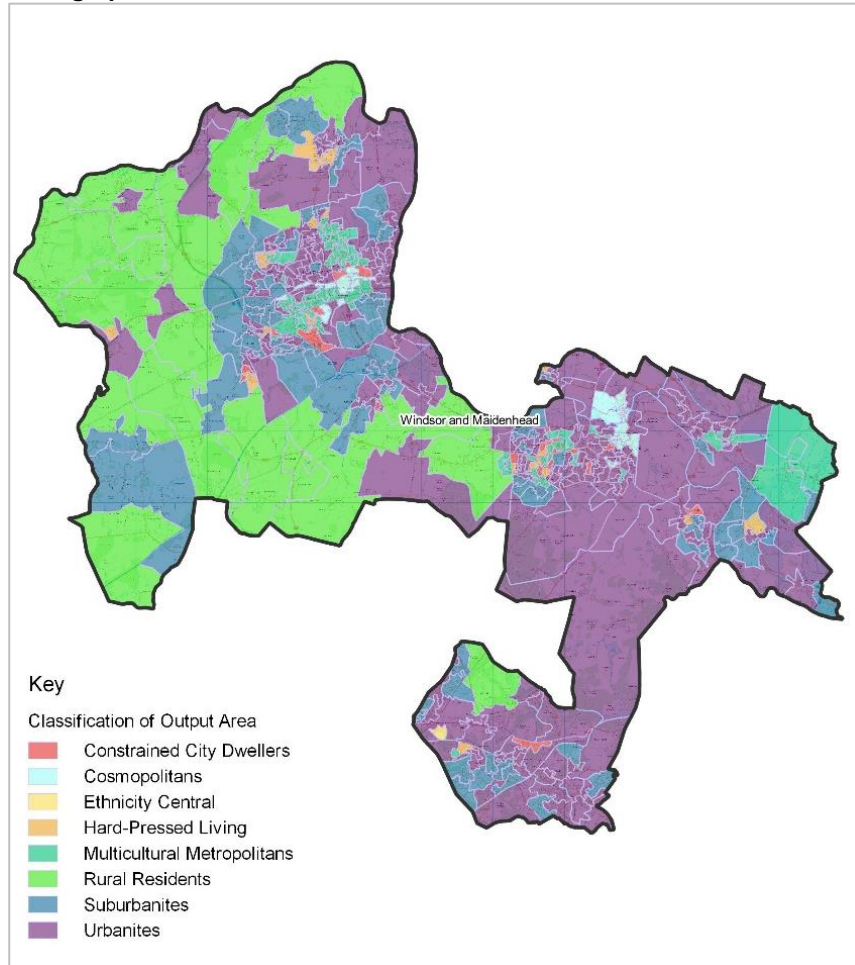 Windsor and Maidenhead
Key
Classification of Output Area
Constrained City Dwellers
Cosmopolitans
Ethnicity Central
Hard-Pressed Living
Multicultural Metropolitans
Rural Residents
Suburbanites
Urbanites